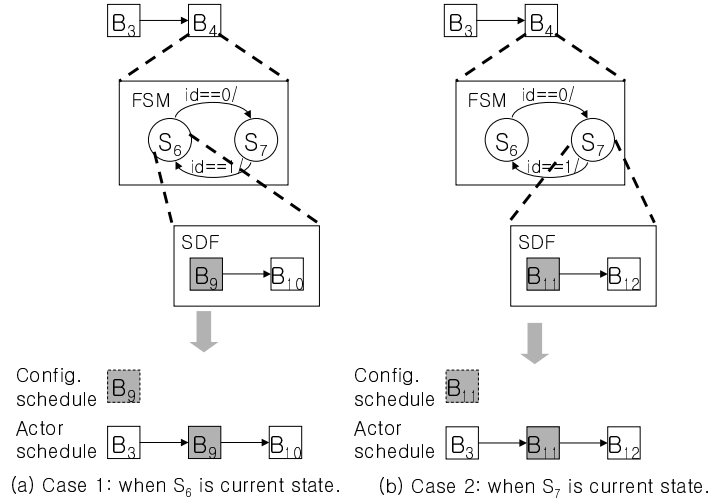 B3 B4
FSM id==0/
S6 S7
id==1/
SDF
B9 B10
Config. schedule B9
Actor schedule B3 B9 B10
(a) Case 1: when S6 is current state.
B3 B4
FSM id==0/
S6 S7
id==1/
SDF
B11 B12
Config. schedule B11
Actor schedule B3 B11 B12
(b) Case 2: when S7 is current state.